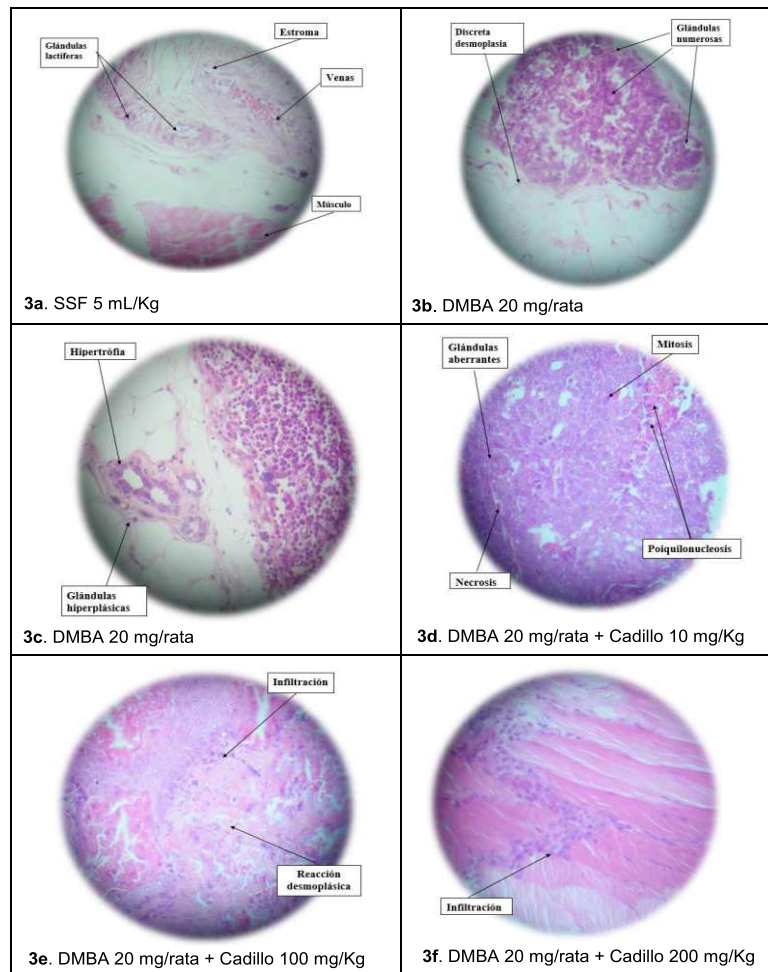 Glándulas
lactíferas
Estroma
Venas
Músculo
3a. SSF 5 mL/Kg
Discreta
desmoplasia
Glándulas
numerosas
3b. DMBA 20 mg/rata
Hipertrófia
Glándulas
hiperplásicas
3c. DMBA 20 mg/rata
Glándulas
aberrantes
Mitosis
Poiquilonucleosis
Necrosis
3d. DMBA 20 mg/rata + Cadillo 10 mg/Kg
Infiltración
Reacción
desmoplásica
3e. DMBA 20 mg/rata + Cadillo 100 mg/Kg
Infiltración
3f. DMBA 20 mg/rata + Cadillo 200 mg/Kg